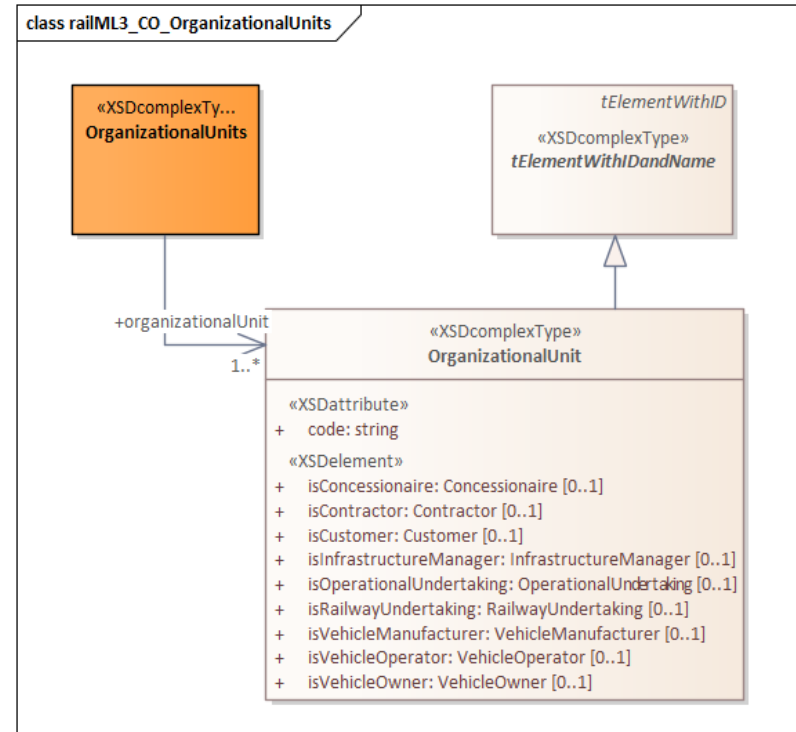 class railML3_CO_OrganizationalUnits
«XSDcomplexTy...
OrganizationalUnits
tElementWithID
«XSDcomplexType»
tElementWithIDandName
+organizationalUnit
1..*
«XSDcomplexType»
OrganizationalUnit
«XSDattribute»
+ code: string
«XSDelement»
+ isConcessionaire: Concessionaire [0..1]
+ isContractor: Contractor [0..1]
+ isCustomer: Customer [0..1]
+ isInfrastructureManager: InfrastructureManager [0..1]
+ isOperationalUndertaking: OperationalUndertaking [0..1]
+ isRailwayUndertaking: RailwayUndertaking [0..1]
+ isVehicleManufacturer: VehicleManufacturer [0..1]
+ isVehicleOperator: VehicleOperator [0..1]
+ isVehicleOwner: VehicleOwner [0..1]